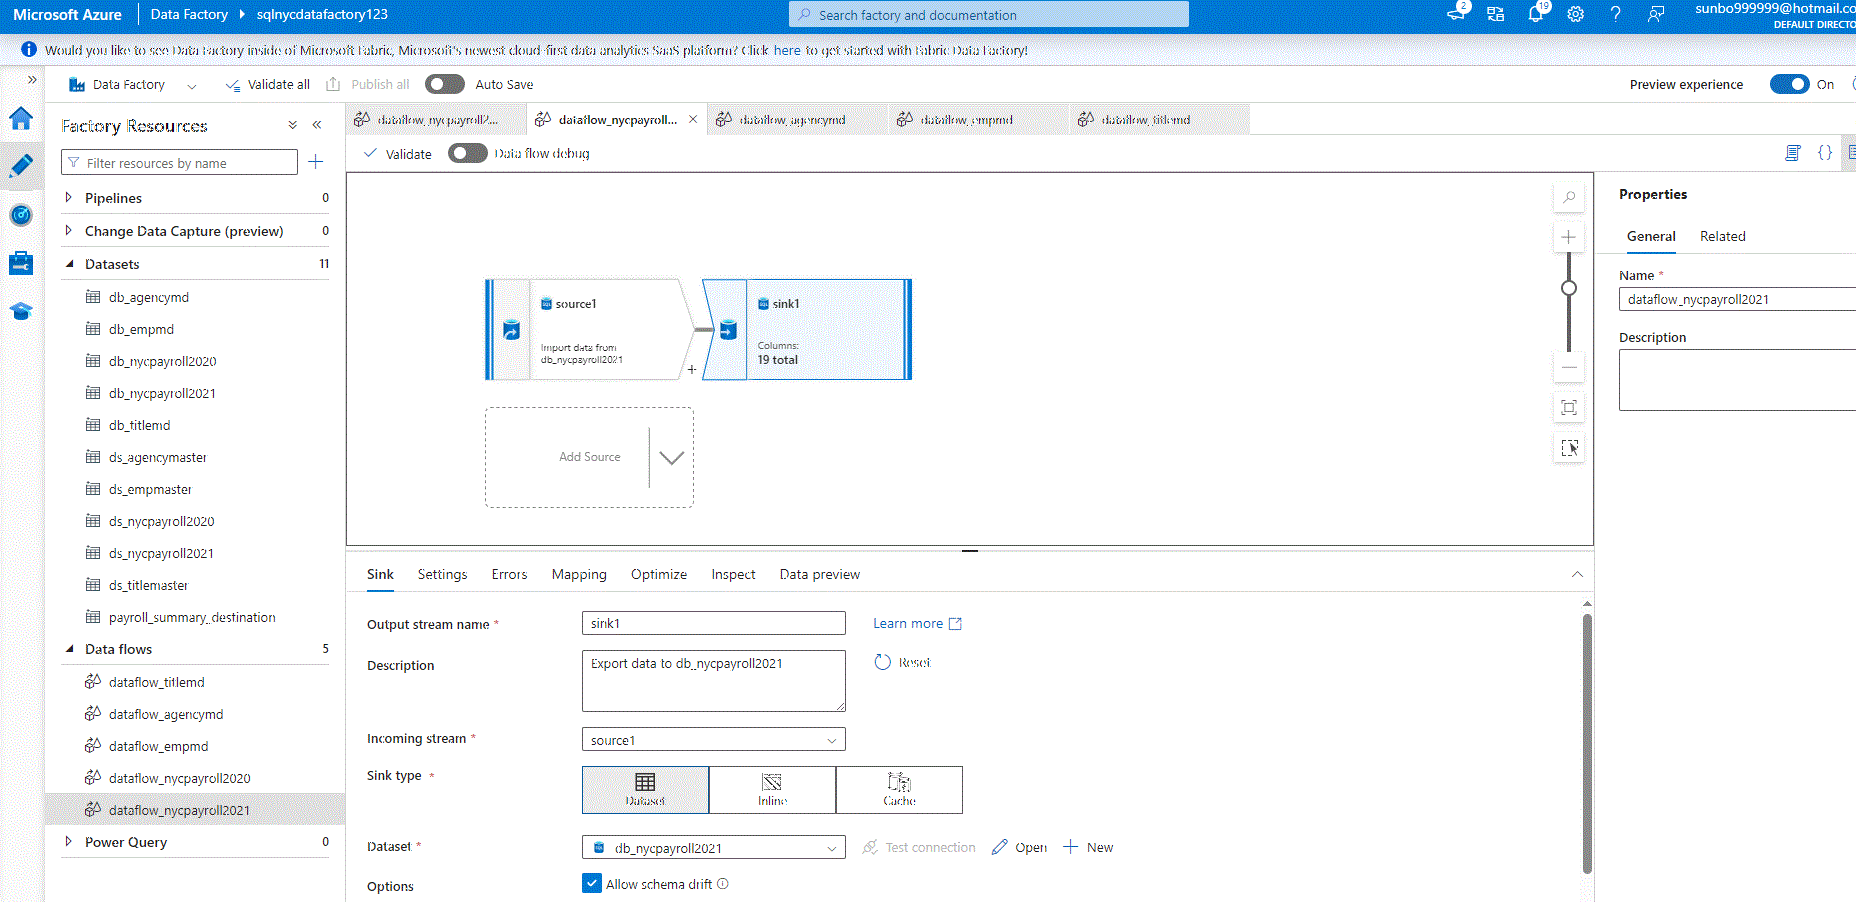 Microsoft Azure
Data Factory
sqlnycdatafactory123
Search factory and documentation
2
19
sunbo999999@hotmail.co
DEFAULT DIRECTO
Would you like to see Data Factory inside of Microsoft Fabric, Microsoft's newest cloud-first data analytics SaaS platform? Click here to get started with Fabric Data Factory!
Data Factory
Validate all
Publish all
Auto Save
Preview experience
On
Factory Resources
Filter resources by name
Pipelines 0
Change Data Capture (preview) 0
Datasets 11
db_agencymd
db_empmd
db_nycpayroll2020
db_nycpayroll2021
db_titlemd
ds_agencymaster
ds_empmaster
ds_nycpayroll2020
ds_nycpayroll2021
ds_titlemaster
payroll_summary_destination
Data flows 5
dataflow_titlemd
dataflow_agencymd
dataflow_empmd
dataflow_nycpayroll2020
dataflow_nycpayroll2021
Power Query 0
dataflow_nycpayroll2...
dataflow_nycpayroll...
dataflow_agencymd
dataflow_empmd
dataflow_titlemd
Validate
Data flow debug
source1
Import data from
db_nycpayroll2021
+
sink1
Columns:
19 total
Add Source
Properties
General
Related
Name *
dataflow_nycpayroll2021
Description
Sink
Settings
Errors
Mapping
Optimize
Inspect
Data preview
Output stream name *
sink1
Learn more
Description
Export data to db_nycpayroll2021
Reset
Incoming stream *
source1
Sink type *
Dataset
Inline
Cache
Dataset *
db_nycpayroll2021
Test connection
Open
New
Options
Allow schema drift